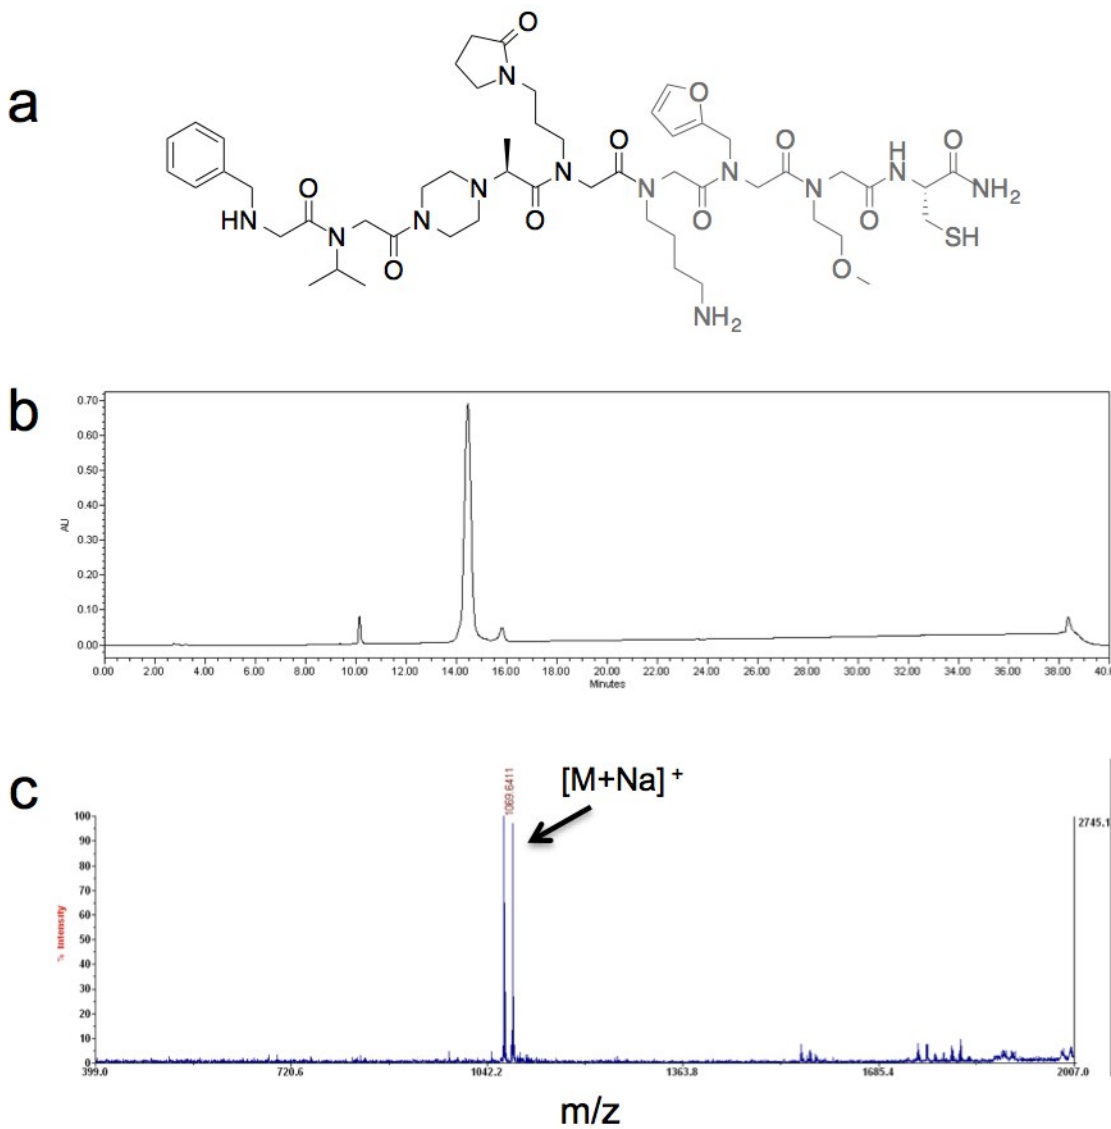 a
O
N
O
O
O
O
O
H
N
O
HN
N
N
N
N
N
N
N
NH2
O
O
O
O
O
SH
NH2
b
0.70
0.60
0.50
0.40
0.30
0.20
0.10
0.00
AU
0.00 2.00 4.00 6.00 8.00 10.00 12.00 14.00 16.00 18.00 20.00 22.00 24.00 26.00 28.00 30.00 32.00 34.00 36.00 38.00 40.0
Minutes
c
1069.6411
[M+Na]+
100
90
80
70
60
50
40
30
20
10
0
% Intensity
2745.1
399.0 720.6 1042.2 1363.8 1685.4 2007.0
m/z